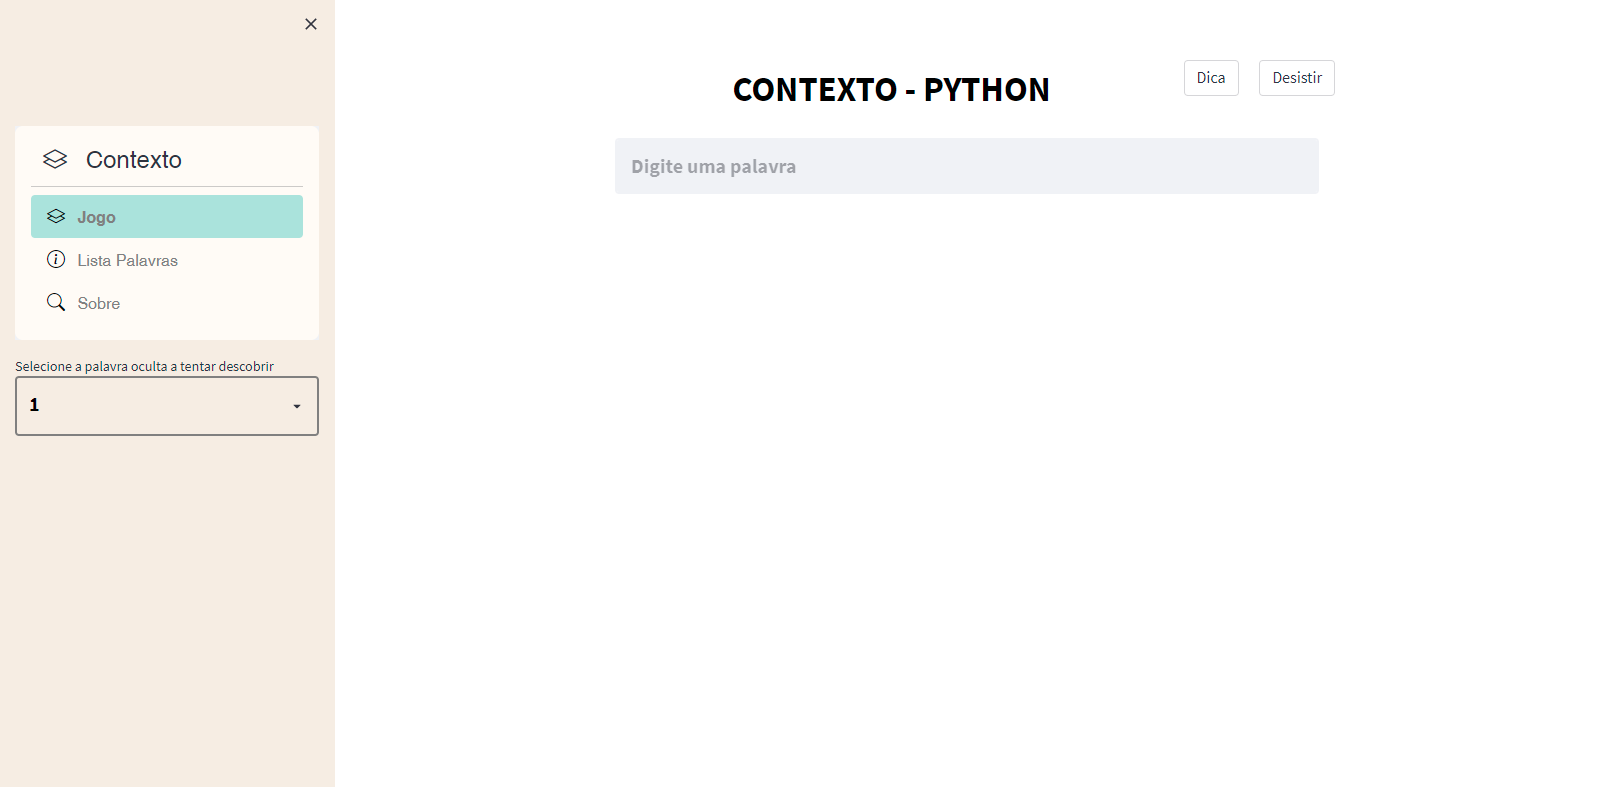 Contexto
Jogo
Lista Palavras
Sobre
Selecione a palavra oculta a tentar descobrir
1
CONTEXTO - PYTHON
Dica
Desistir
Digite uma palavra